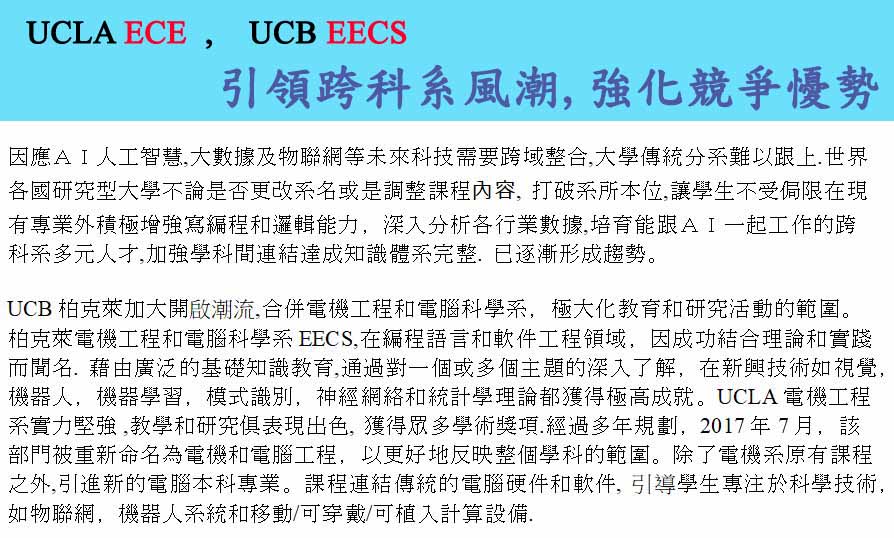 UCLA ECE , UCB EECS
引領跨科系風潮,強化競爭懮勢
因應ＡＩ人工智慧,大數據及物聯網等未來科技需要跨域整合,大學傳統分系難以跟上.世界
各國研究型大學不論是否更改系名或是調整課程內容, 打破系所本位,讓學生不受侷限在現
有專業外積極增強寫編程和邏輯能力，深入分析各行業數據,培育能跟ＡＩ一起工作的跨
科系多元人才,加強學科間連結達成知識體系完整. 已逐漸形成趨勢。
UCB 柏克萊加大開啟潮流,合併電機工程和電腦科學系，極大化教育和研究活動的範圍。
柏克萊電機工程和電腦科學系 EECS,在編程語言和軟件工程領域，因成功結合理論和實踐
而聞名. 藉由廣泛的基礎知識教育,通過對一個或多個主題的深入了解，在新興技術如視覺，
機器人，機器學習，模式識別，神經網絡和統計學理論都獲得極高成就。UCLA 電機工程
系實力堅強 ,教學和研究俱表現出色, 獲得眾多學術獎項.經過多年規劃，2017 年 7 月，該
部門被重新命名為電機和電腦工程，以更好地反映整個學科的範圍。除了電機系原有課程
之外,引進新的電腦本科專業。課程連結傳統的電腦硬件和軟件, 引導學生專注於科學技術，
如物聯網，機器人系統和移動/可穿戴/可植入計算設備.